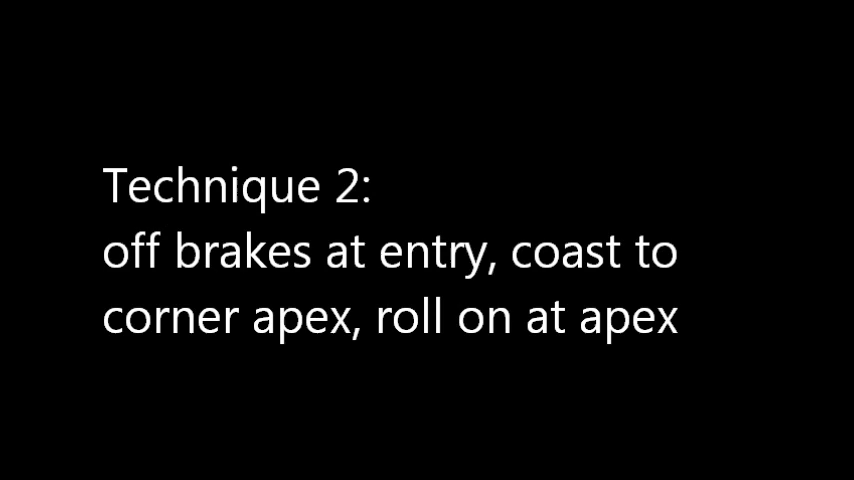 Technique 2:
off brakes at entry, coast to
corner apex, roll on at apex